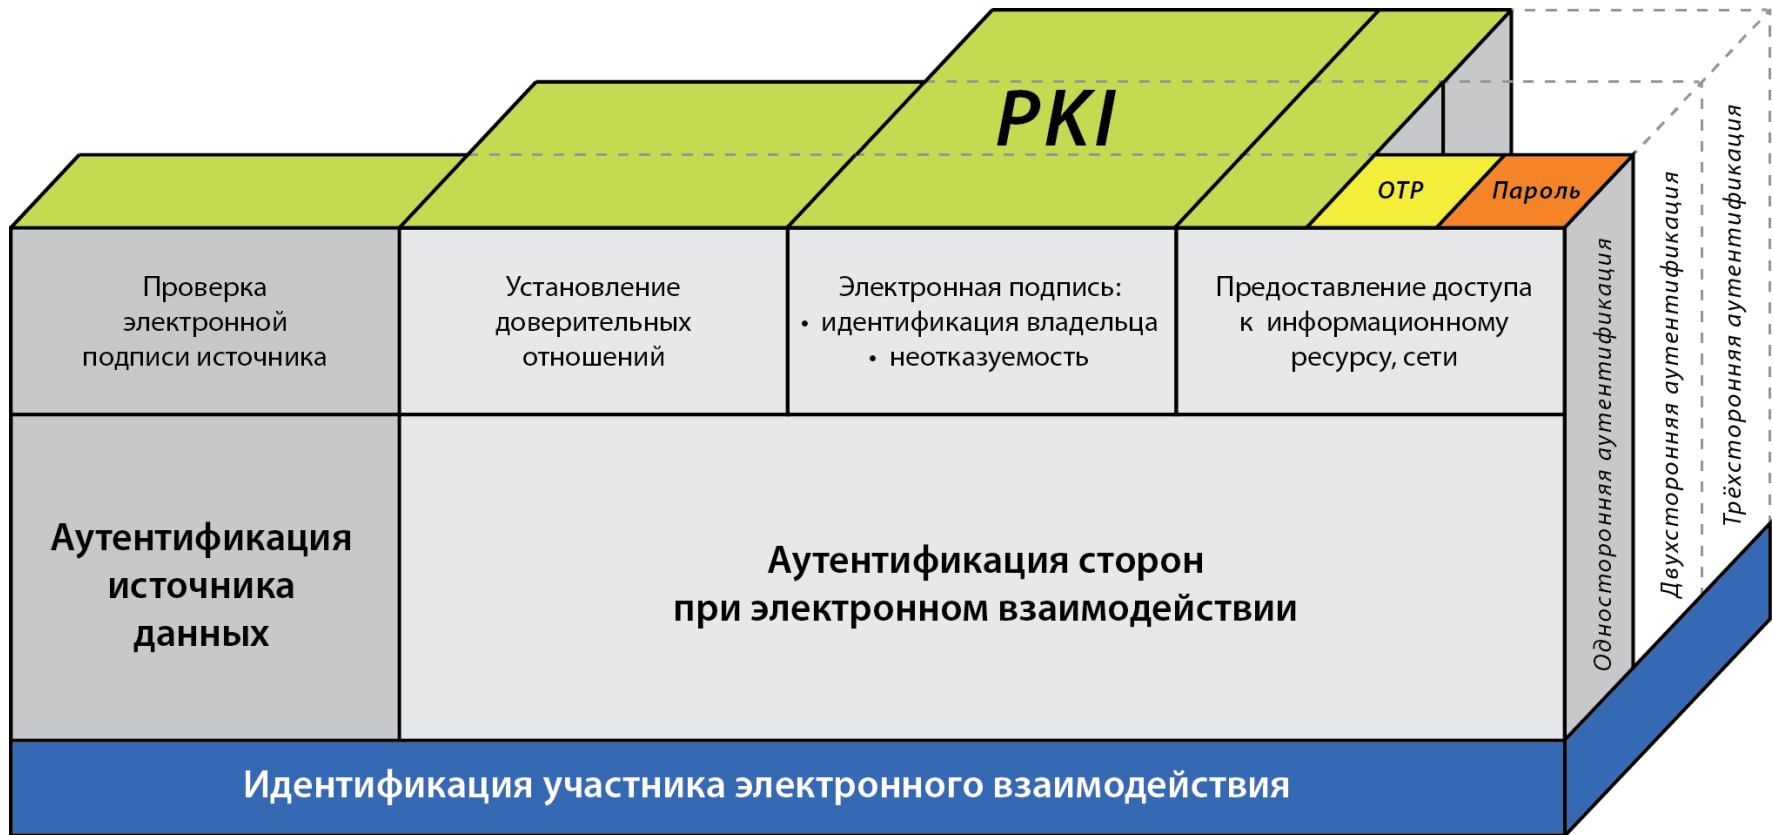 PKI
OTP
Пароль
Проверка
электронной
подписи источника
Установление
доверительных
отношений
Электронная подпись:
• идентификация владельца
• неотказуемость
Предоставление доступа
к информационному
ресурсу, сети
Односторонняя аутентификация
Двухсторонняя аутентификация
Трёхсторонняя аутентификация
Аутентификация
источника
данных
Аутентификация сторон
при электронном взаимодействии
Идентификация участника электронного взаимодействия